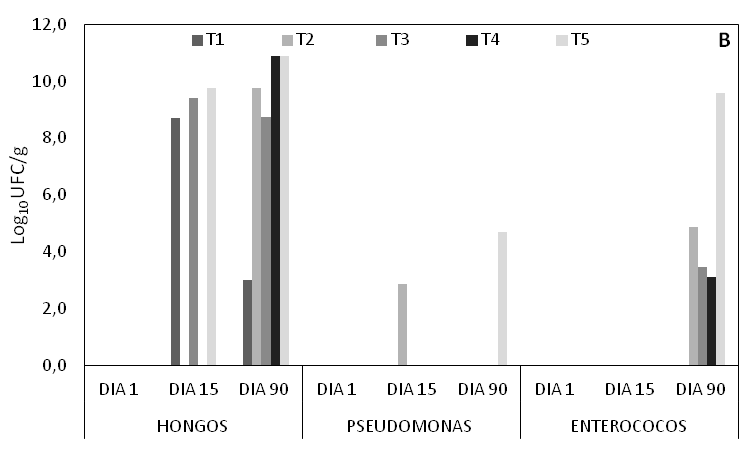 12,0
T1 T2 T3 T4 T5 B
10,0
8,0
6,0
4,0
2,0
0,0
Log10 UFC/g
DIA 1 DIA 15 DIA 90 DIA 1 DIA 15 DIA 90 DIA 1 DIA 15 DIA 90
HONGOS PSEUDOMONAS ENTEROCOCOS